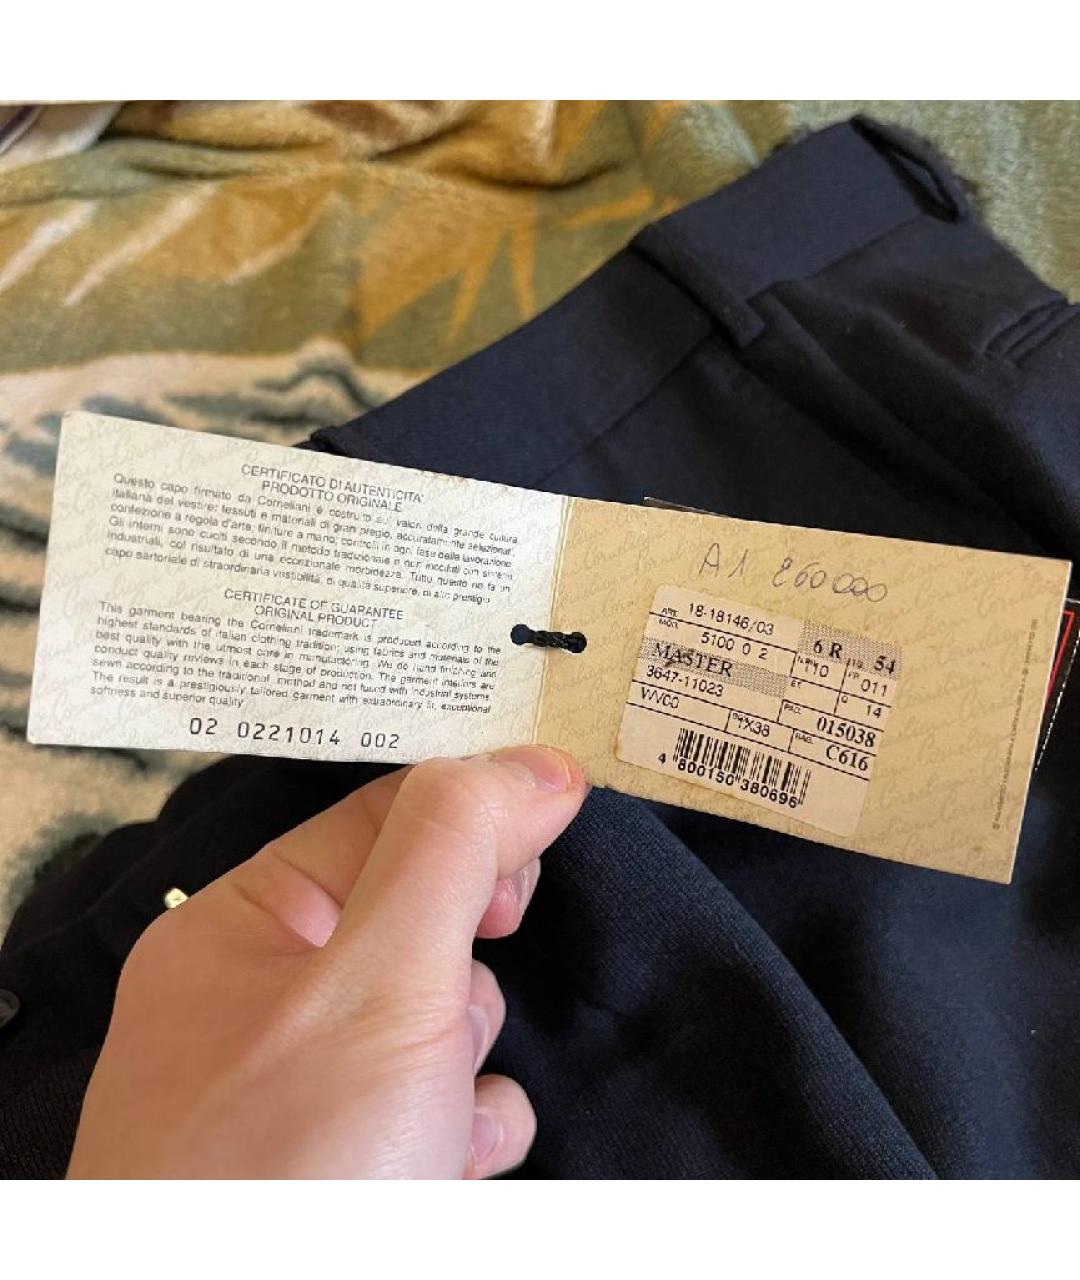 CERTIFICATO DI AUTENTICITA'
PRODOTTO ORIGINALE
Questo capo firmato da Corneliani è costruito sui valori della grande cultura
italiana del vestire: tessuti e materiali di gran pregio, accuratamente selezionati,
confezione a regola d'arte, finiture a mano, controlli in ogni fase della lavorazione.
Gli interni sono cuciti secondo il metodo tradizionale e non incollati con sistemi
industriali, col risultato di una eccezionale morbidezza. Tutto questo ne fa un
capo sartoriale di straordinaria vestibilità, di qualità superiore, di alto prestigio
CERTIFICATE OF GUARANTEE
ORIGINAL PRODUCT
This garment bearing the Corneliani trademark is produced according to the
highest standards of italian clothing tradition; using fabrics and materials of the
best quality with the utmost care in manufacturing. We do hand finishing and
conduct quality reviews in each stage of production. The garment interiors are
sewn according to the traditional method and not fused with industrial systems.
The result is a prestigiously tailored garment with extraordinary fit, exceptional
softness and superior quality
02 0221014 002
A1 260000
ART. 18-18146/03 6 R 54
MOD. 5100 0 2 10 011
MASTER 14
3647-11023 015038
WC0 1X38 C616
4 800150 380696